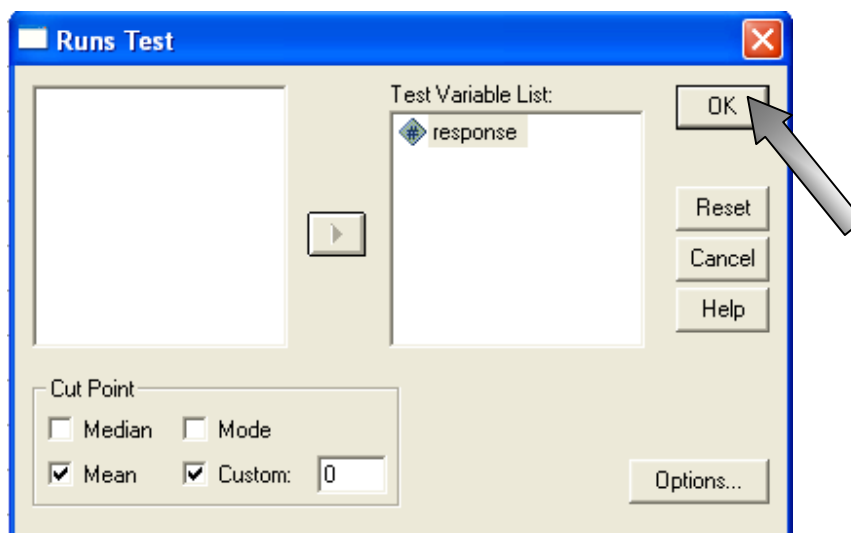 Runs Test
Test Variable List:
response
OK
Reset
Cancel
Help
Cut Point
Median Mode
Mean Custom: 0
Options...